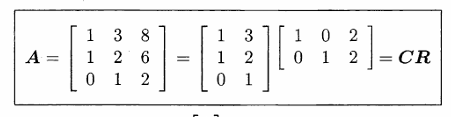 A = [ 1 3 8 ] = [ 1 3 ] [ 1 0 2 ] = CR
[ 1 2 6 ] [ 1 2 ] [ 0 1 2 ]
[ 0 1 2 ] [ 0 1 ]